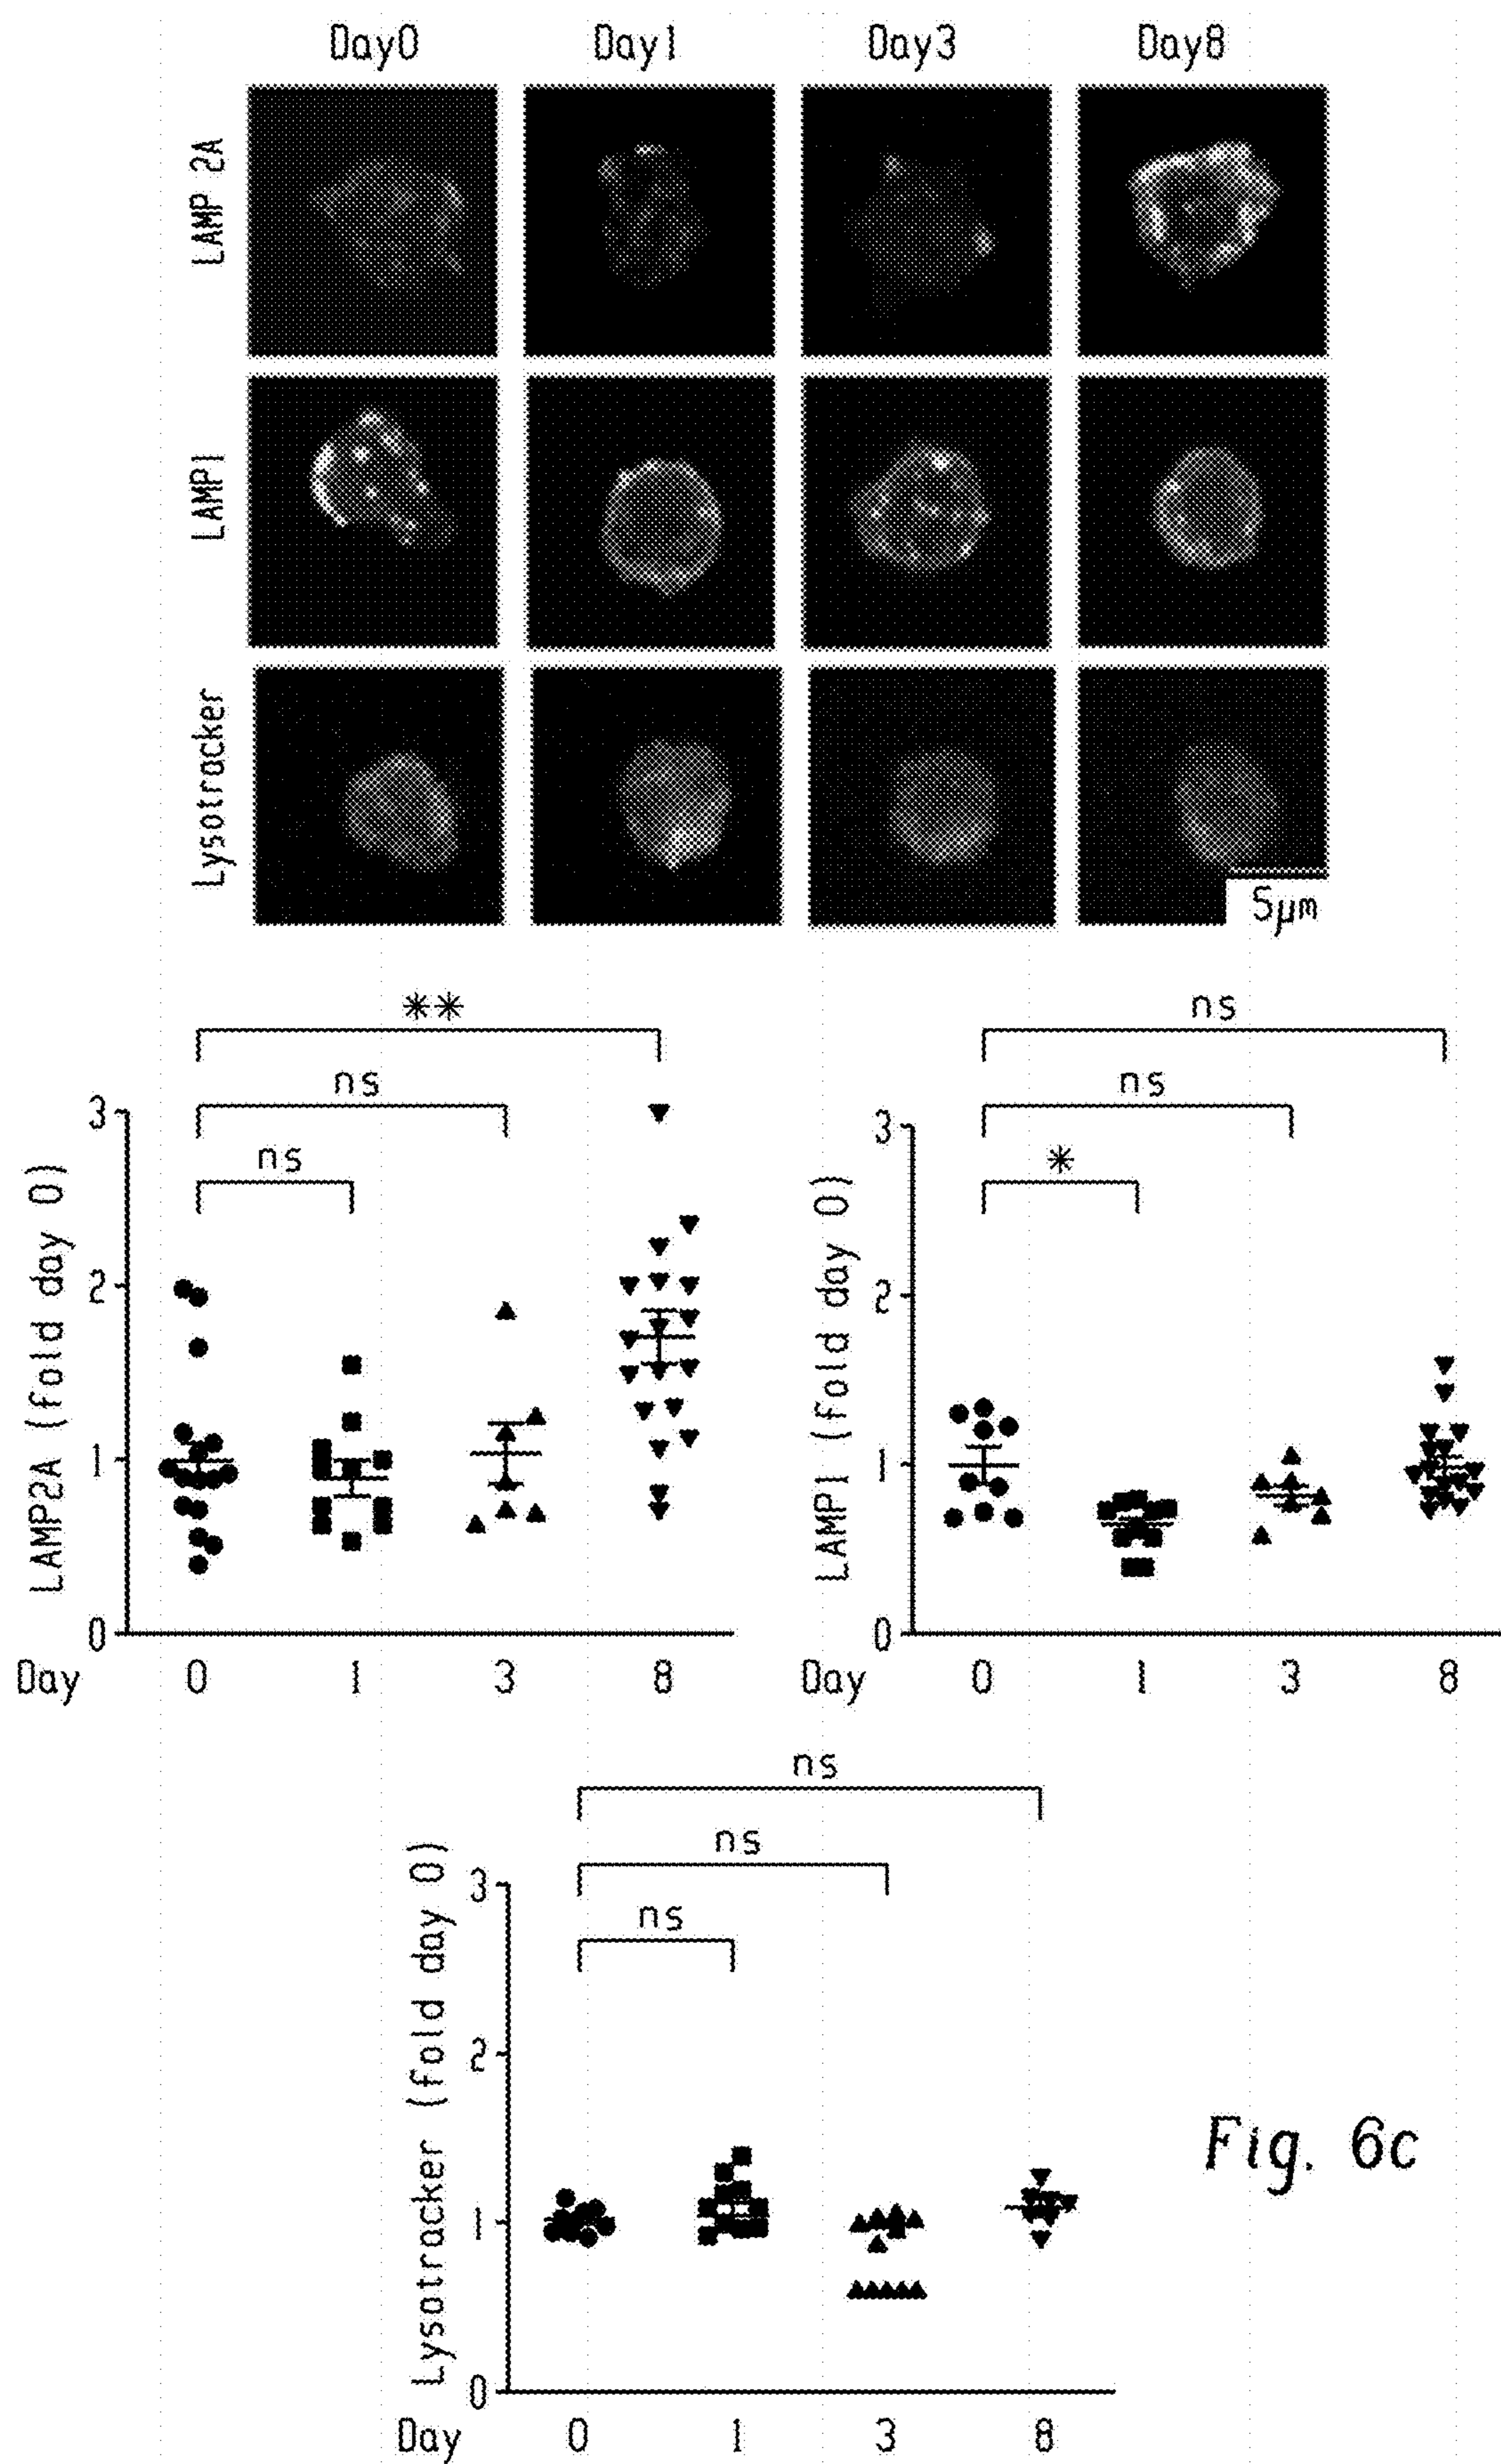 Day0 Day1 Day3 Day8
LAMP 2A
LAMP1
Lysotracker
5μm
**
ns
ns
LAMP2A (fold day 0)
3
2
1
0
Day 0 1 3 8
ns
ns
*
LAMP1 (fold day 0)
3
2
1
0
Day 0 1 3 8
ns
ns
ns
Lysotracker (fold day 0)
3
2
1
0
Day 0 1 3 8
Fig. 6c